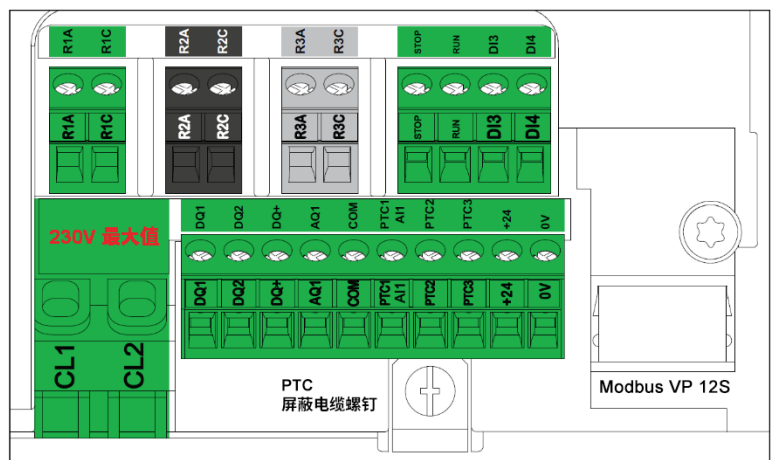 R1A R1C R2A R2C R3A R3C STOP RUN DI3 DI4
R1A R1C R2A R2C R3A R3C STOP RUN DI3 DI4
230V 最大值
DQ1 DQ2 DQ+ AQ1 COM PTC1 AI1 PTC2 PTC3 +24 0V
DQ1 DQ2 DQ+ AQ1 COM PTC1 AI1 PTC2 PTC3 +24 0V
CL1 CL2
PTC
屏蔽电缆螺钉
Modbus VP 12S